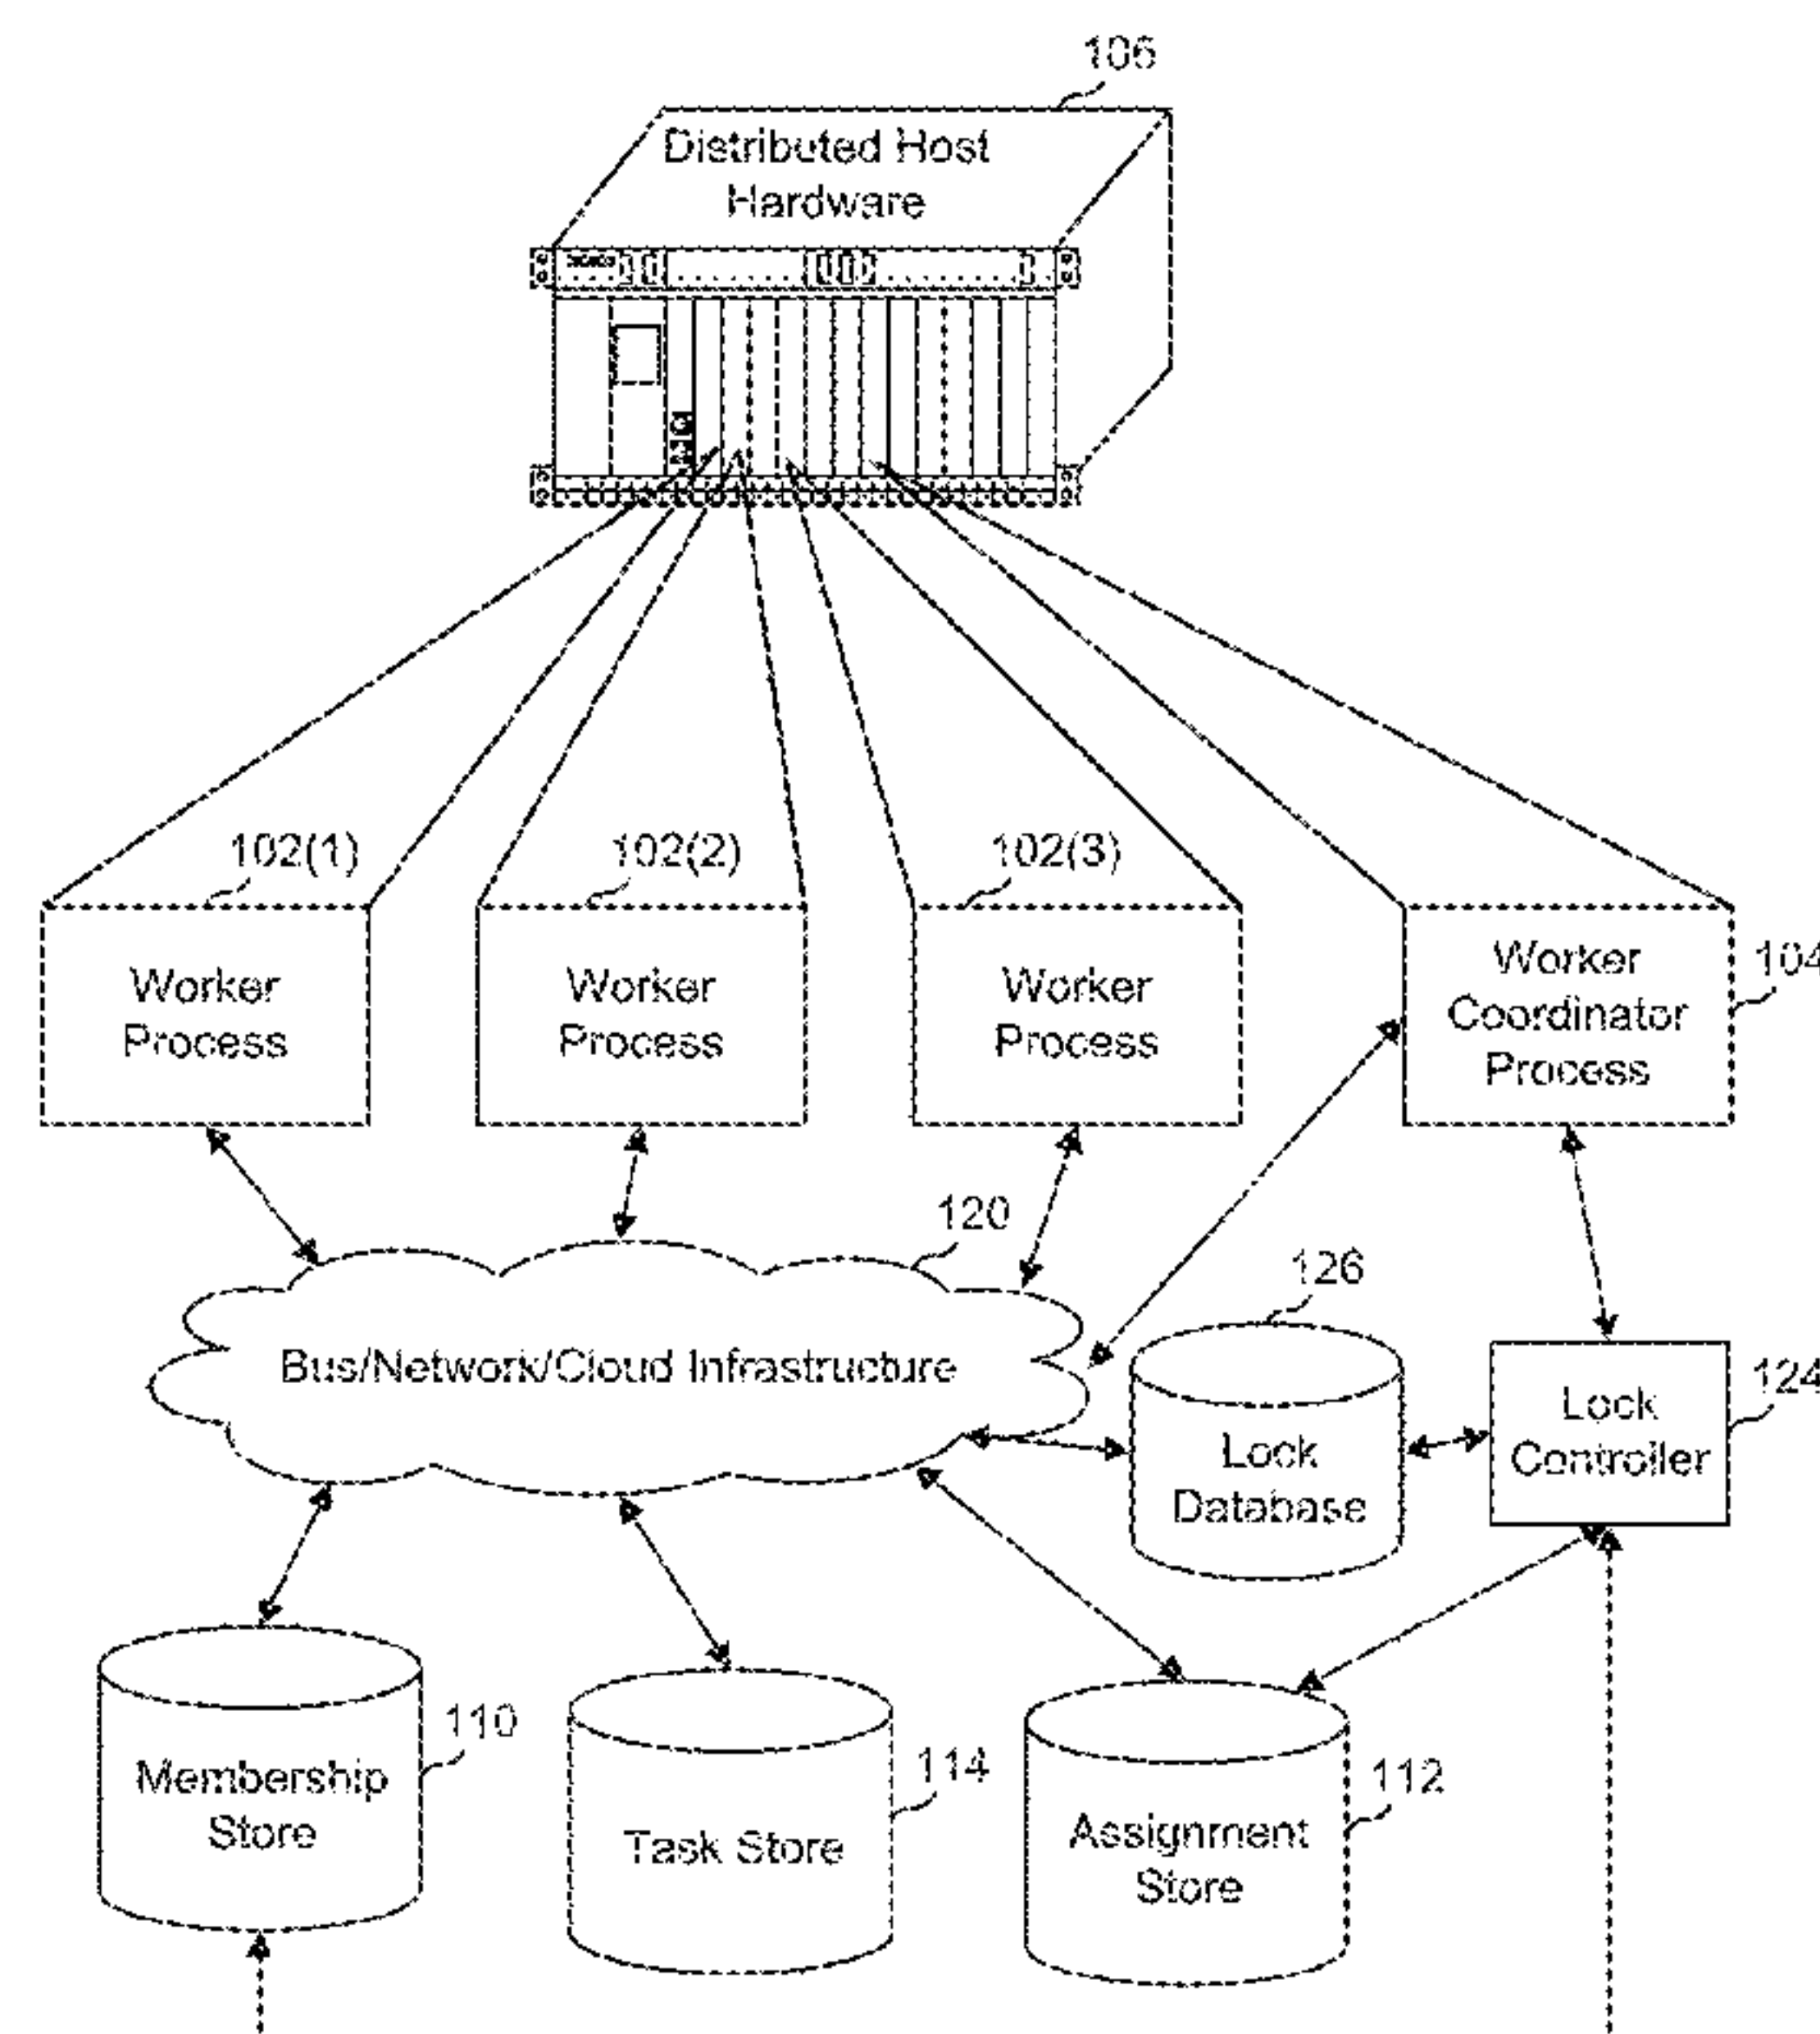 106
Distributed Host
Hardware
102(1)
102(2)
102(3)
Worker
Process
Worker
Process
Worker
Process
Worker
Coordinator
Process
104
120
126
Bus/Network/Cloud Infrastructure
Lock
Database
Lock
Controller
124
110
Membership
Store
114
Task Store
112
Assignment
Store